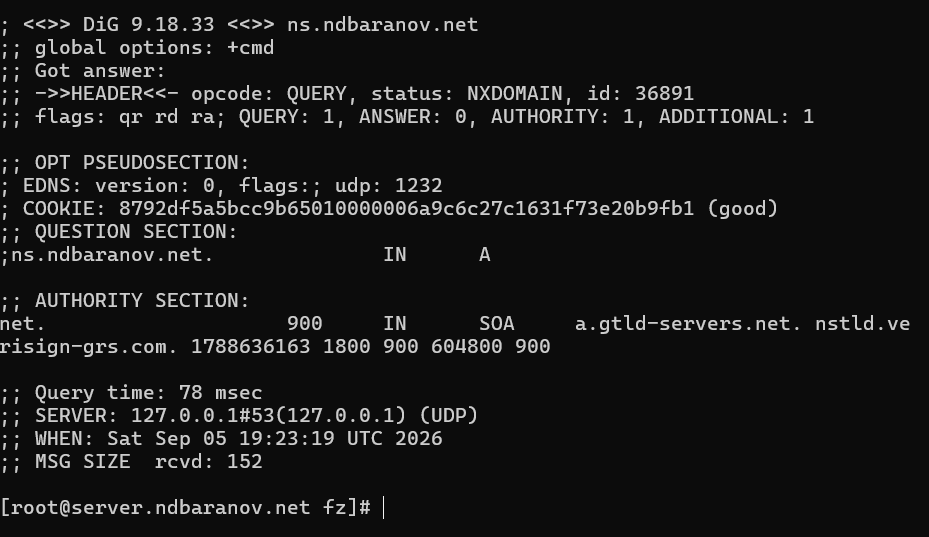 ; <<>> DiG 9.18.33 <<>> ns.ndbaranov.net
;; global options: +cmd
;; Got answer:
;; ->>HEADER<<- opcode: QUERY, status: NXDOMAIN, id: 36891
;; flags: qr rd ra; QUERY: 1, ANSWER: 0, AUTHORITY: 1, ADDITIONAL: 1

;; OPT PSEUDOSECTION:
; EDNS: version: 0, flags:; udp: 1232
; COOKIE: 8792df5a5bcc9b65010000006a9c6c27c1631f73e20b9fb1 (good)
;; QUESTION SECTION:
;ns.ndbaranov.net.		IN	A

;; AUTHORITY SECTION:
net.			900	IN	SOA	a.gtld-servers.net. nstld.ve
risign-grs.com. 1788636163 1800 900 604800 900

;; Query time: 78 msec
;; SERVER: 127.0.0.1#53(127.0.0.1) (UDP)
;; WHEN: Sat Sep 05 19:23:19 UTC 2026
;; MSG SIZE  rcvd: 152

[root@server.ndbaranov.net fz]#